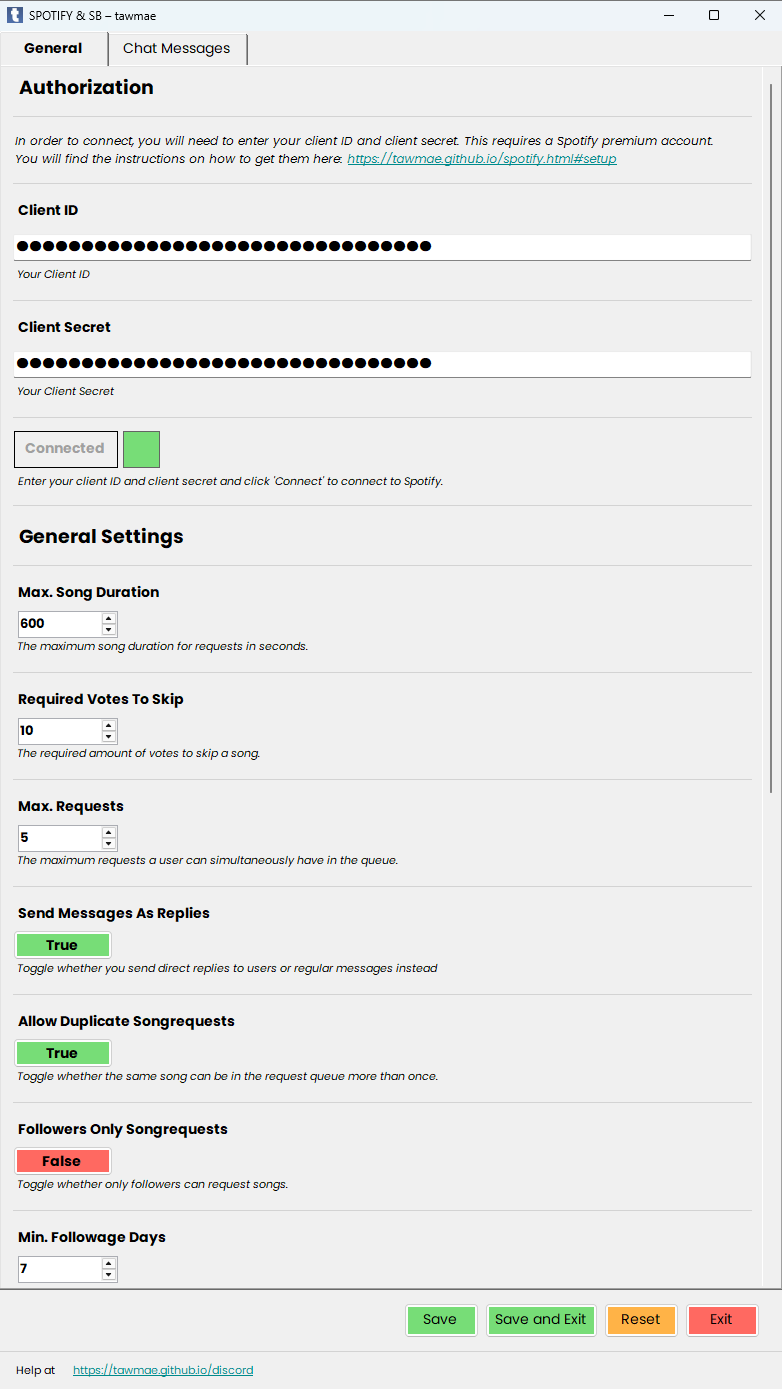 SPOTIFY & SB – tawmae
General
Chat Messages
Authorization
In order to connect, you will need to enter your client ID and client secret. This requires a Spotify premium account.
You will find the instructions on how to get them here: https://tawmae.github.io/spotify.html#setup
Client ID
●●●●●●●●●●●●●●●●●●●●●●●●●●●●●●●●
Your Client ID
Client Secret
●●●●●●●●●●●●●●●●●●●●●●●●●●●●●●●●
Your Client Secret
Connected
Enter your client ID and client secret and click 'Connect' to connect to Spotify.
General Settings
Max. Song Duration
600
The maximum song duration for requests in seconds.
Required Votes To Skip
10
The required amount of votes to skip a song.
Max. Requests
5
The maximum requests a user can simultaneously have in the queue.
Send Messages As Replies
True
Toggle whether you send direct replies to users or regular messages instead
Allow Duplicate Songrequests
True
Toggle whether the same song can be in the request queue more than once.
Followers Only Songrequests
False
Toggle whether only followers can request songs.
Min. Followage Days
7
Save
Save and Exit
Reset
Exit
Help at https://tawmae.github.io/discord